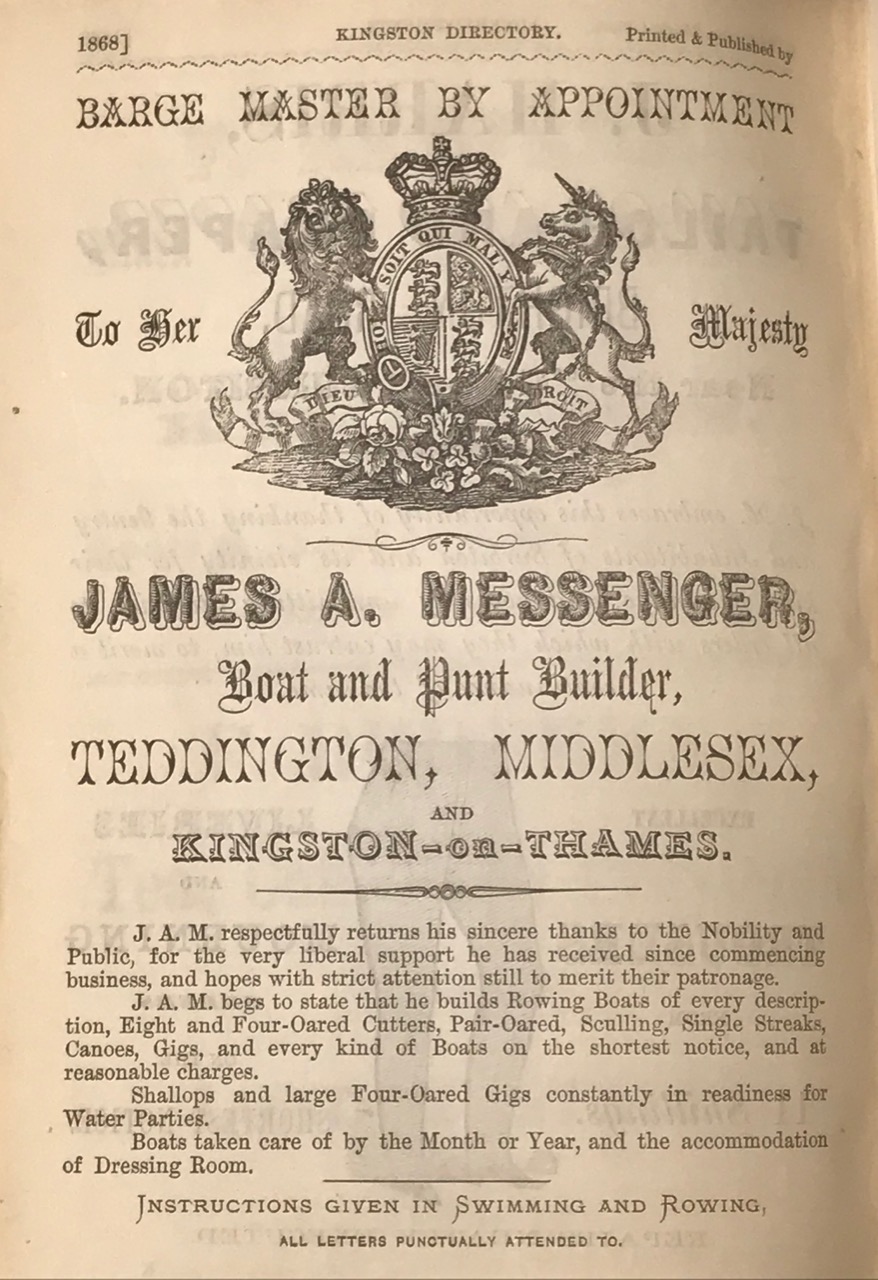 1868] KINGSTON DIRECTORY. Printed & Published by
BARGE MASTER BY APPOINTMENT
SOIT QUI MAL Y
HONI
To Her Majesty
DIEU DROIT
JAMES A. MESSENGER,
Boat and Punt Builder,
TEDDINGTON, MIDDLESEX,
AND
KINGSTON-on-THAMES.
J. A. M. respectfully returns his sincere thanks to the Nobility and
Public, for the very liberal support he has received since commencing
business, and hopes with strict attention still to merit their patronage.
J. A. M. begs to state that he builds Rowing Boats of every descrip-
tion, Eight and Four-Oared Cutters, Pair-Oared, Sculling, Single Streaks,
Canoes, Gigs, and every kind of Boats on the shortest notice, and at
reasonable charges.
Shallops and large Four-Oared Gigs constantly in readiness for
Water Parties.
Boats taken care of by the Month or Year, and the accommodation
of Dressing Room.
INSTRUCTIONS GIVEN IN SWIMMING AND ROWING,
ALL LETTERS PUNCTUALLY ATTENDED TO.